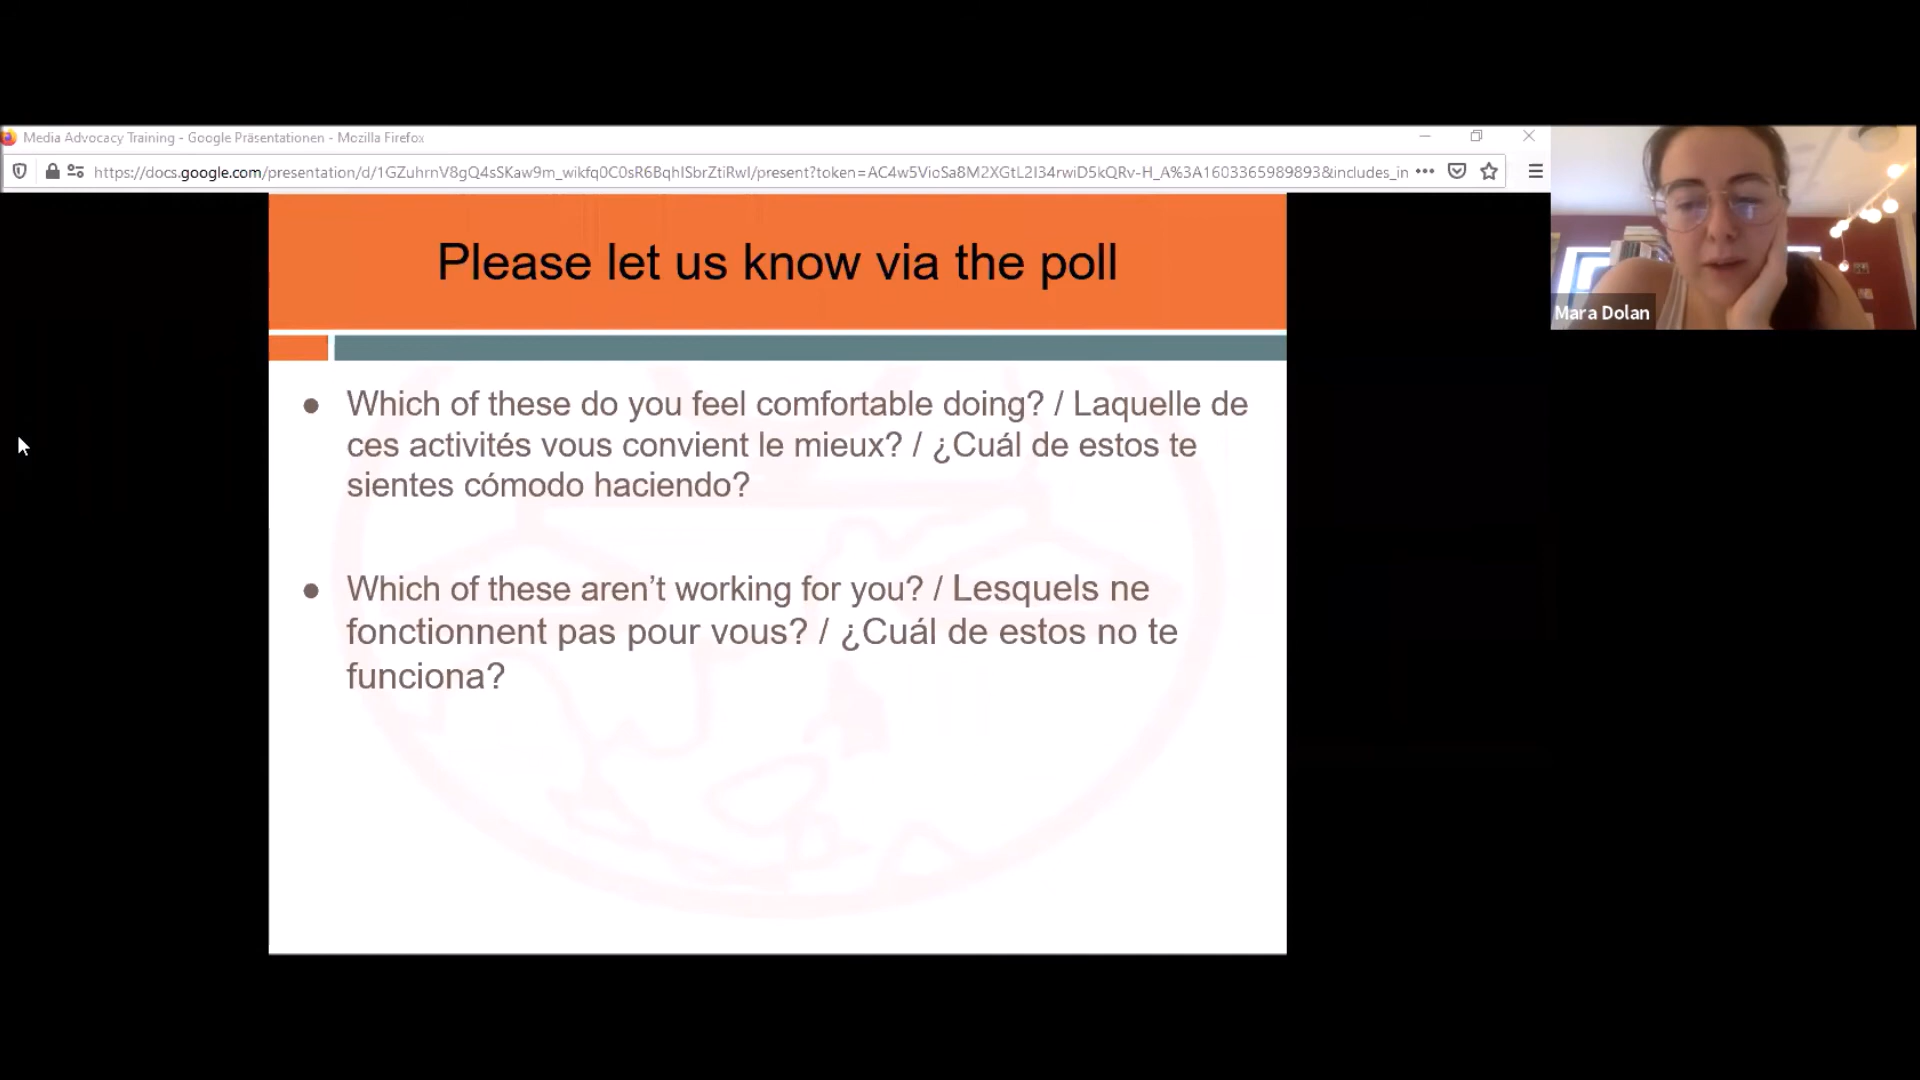 Media Advocacy Training - Google Präsentationen - Mozilla Firefox
https://docs.google.com/presentation/d/1GZuhrnV8gQ4sSKaw9m_wikfq0C0sR6BqhISbrZtiRwI/present?token=AC4w5VioSa8M2XGtL2I34rwiD5kQRv-H_A%3A1603365989893&includes_in
Mara Dolan
Please let us know via the poll
● Which of these do you feel comfortable doing? / Laquelle de
ces activités vous convient le mieux? / ¿Cuál de estos te
sientes cómodo haciendo?
● Which of these aren’t working for you? / Lesquels ne
fonctionnent pas pour vous? / ¿Cuál de estos no te
funciona?